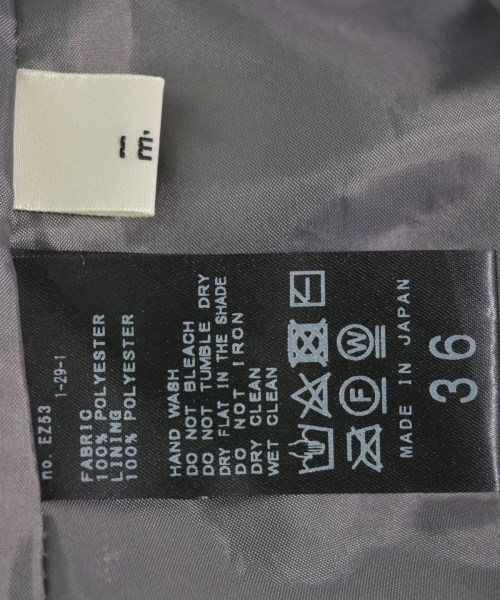 no. EZ53
1-29-1
FABRIC
100% POLYESTER
LINING
100% POLYESTER
HAND WASH
DO NOT BLEACH
DO NOT TUMBLE DRY
DRY FLAT IN THE SHADE
DO NOT IRON
DRY CLEAN
WET CLEAN
F
W
MADE IN JAPAN
36